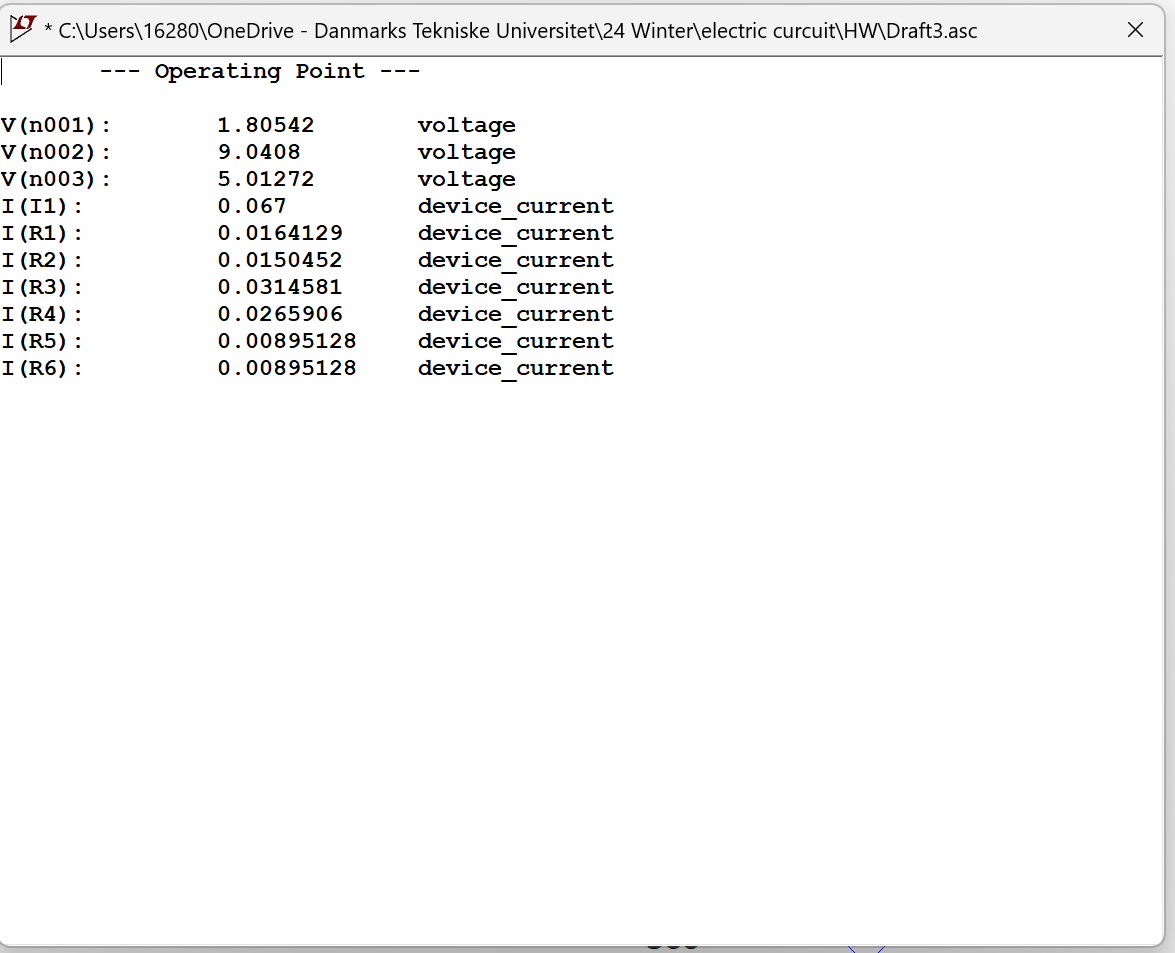 * C:\Users\16280\OneDrive - Danmarks Tekniske Universitet\24 Winter\electric curcuit\HW\Draft3.asc
--- Operating Point ---
V(n001): 1.80542 voltage
V(n002): 9.0408 voltage
V(n003): 5.01272 voltage
I(I1): 0.067 device_current
I(R1): 0.0164129 device_current
I(R2): 0.0150452 device_current
I(R3): 0.0314581 device_current
I(R4): 0.0265906 device_current
I(R5): 0.00895128 device_current
I(R6): 0.00895128 device_current